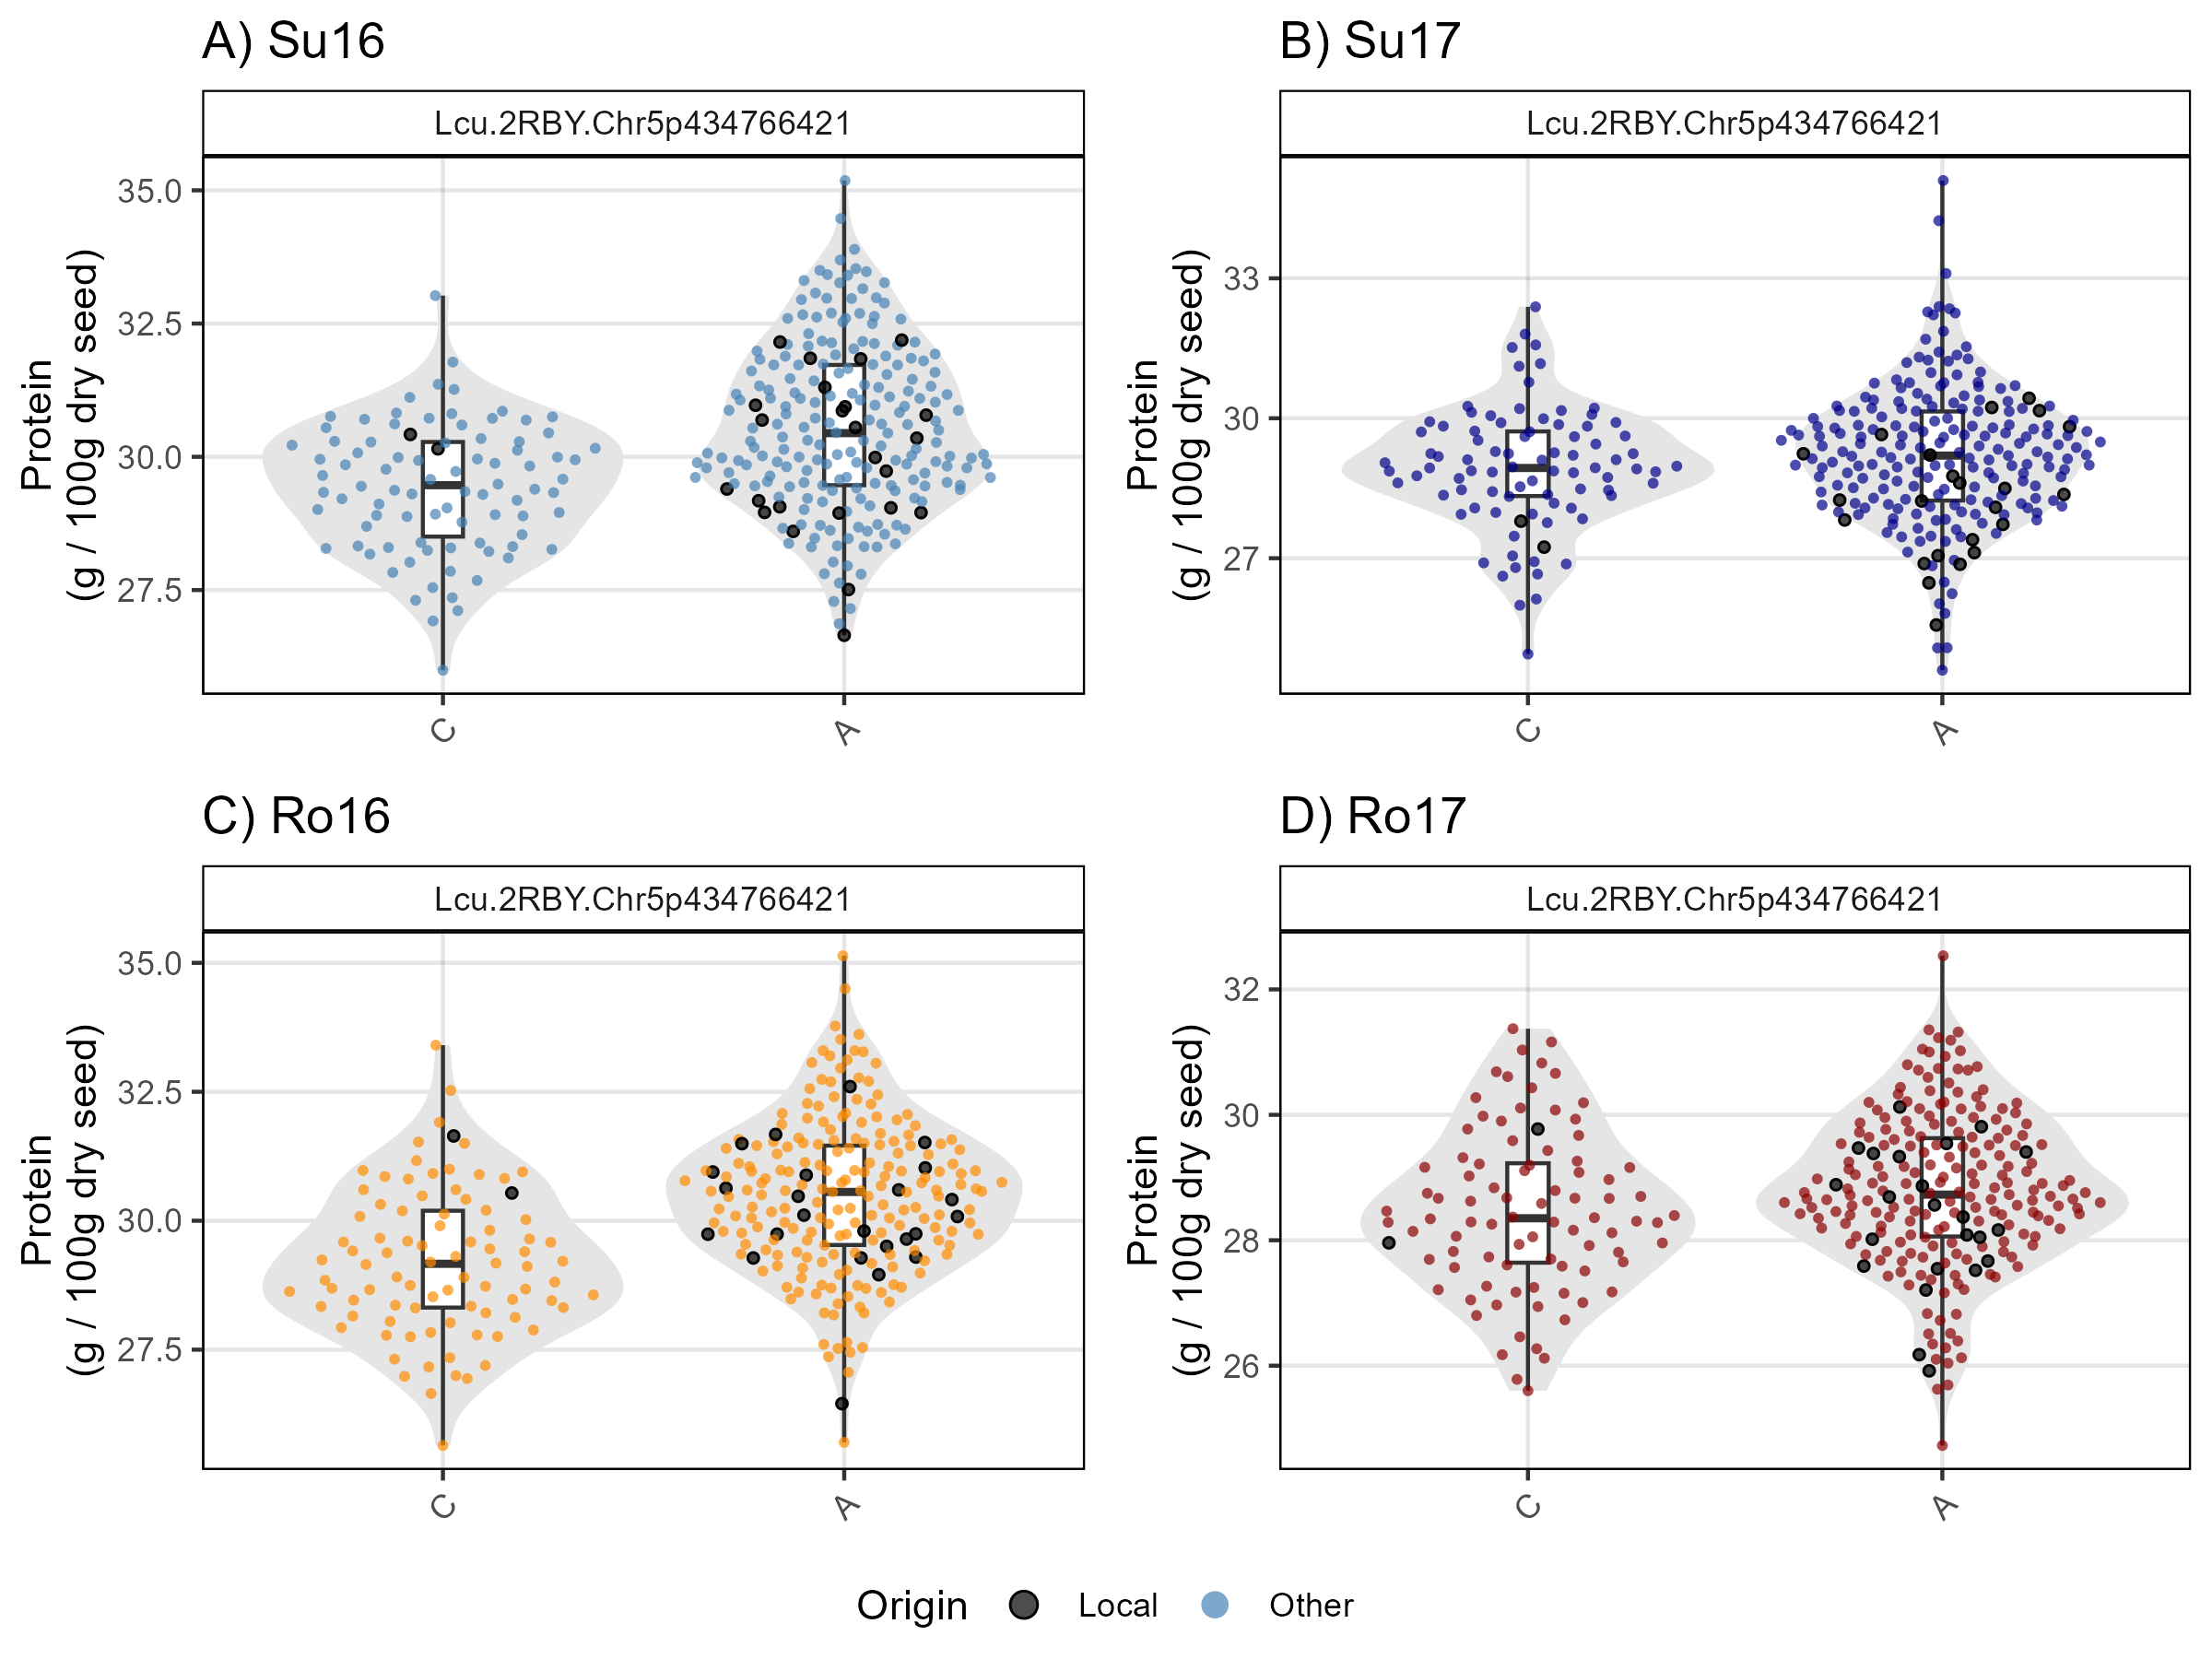 A) Su16
Lcu.2RBY.Chr5p434766421
Protein
(g / 100g dry seed)
35.0
32.5
30.0
27.5
C
A
B) Su17
Lcu.2RBY.Chr5p434766421
Protein
(g / 100g dry seed)
33
30
27
C
A
C) Ro16
Lcu.2RBY.Chr5p434766421
Protein
(g / 100g dry seed)
35.0
32.5
30.0
27.5
C
A
D) Ro17
Lcu.2RBY.Chr5p434766421
Protein
(g / 100g dry seed)
32
30
28
26
C
A
Origin Local Other